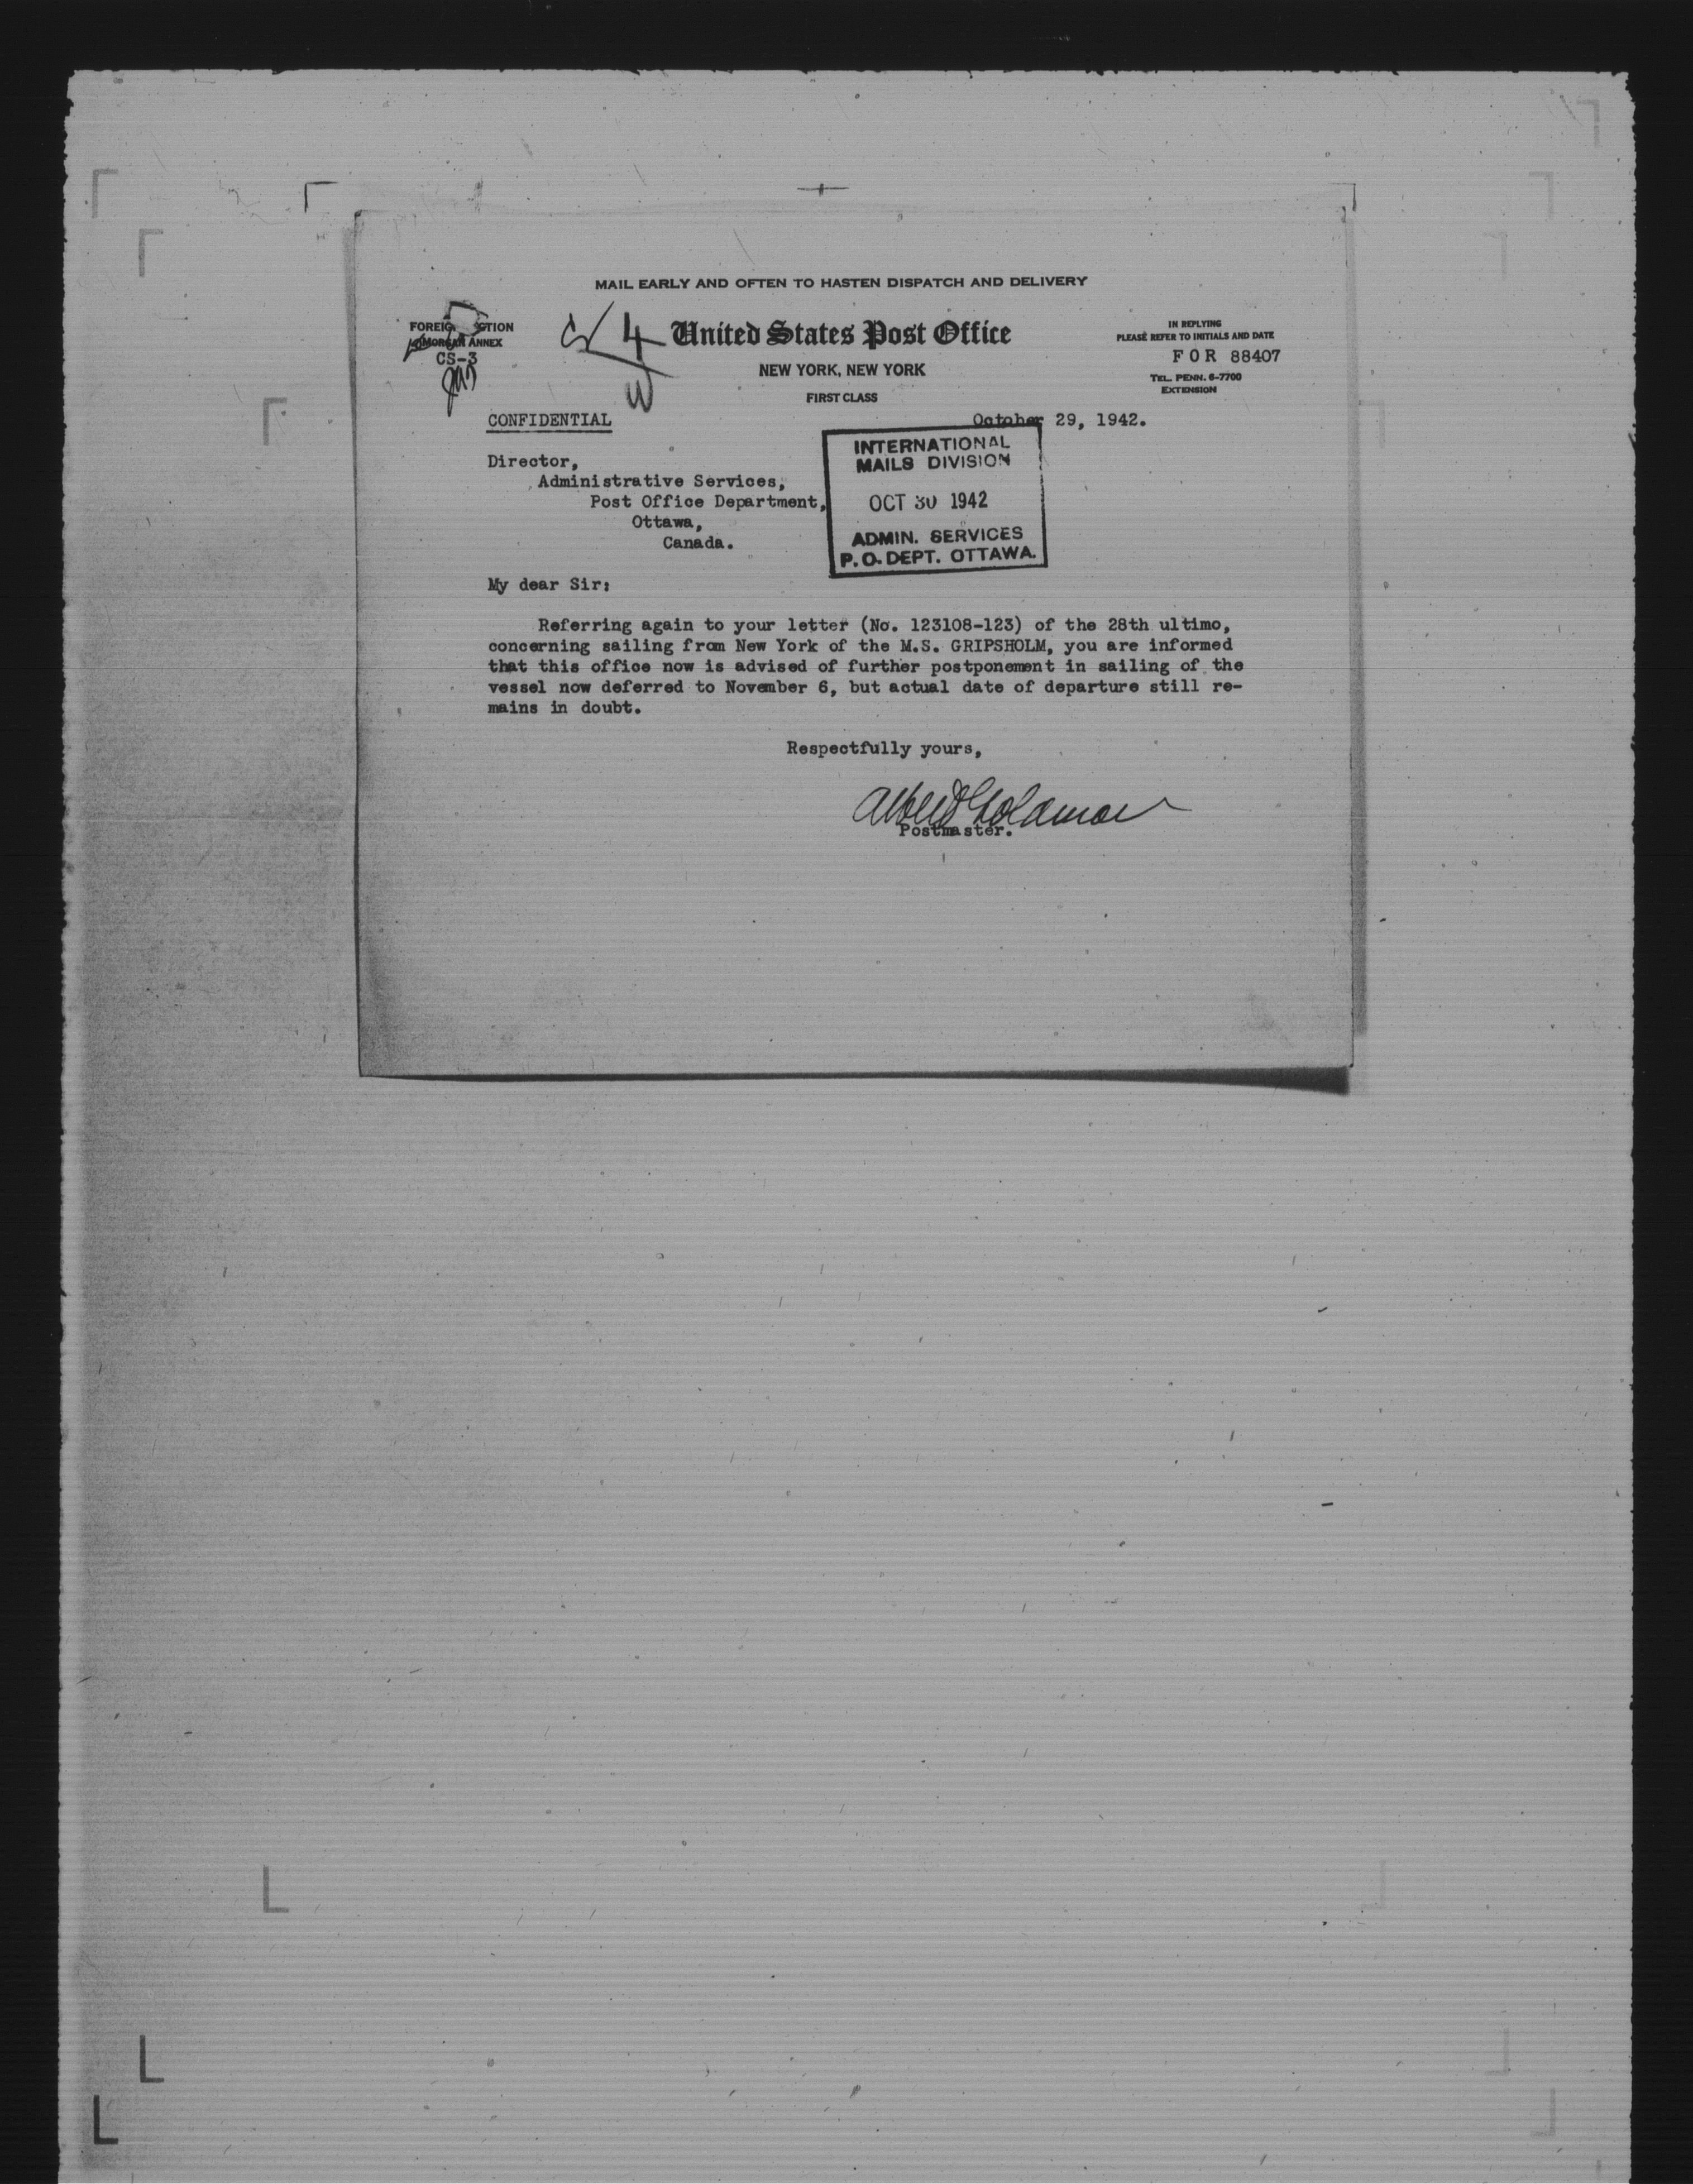 MAIL EARLY AND OFTEN TO HASTEN DISPATCH AND DELIVERY
United States Post Office
NEW YORK, NEW YORK
FIRST CLASS
MORGAN ANNEX
CS-3
4
IN REPLYING
PLEASE REFER TO INITIALS AND DATE
FOR 88407
TEL. PENN. 6-7700
EXTENSION
CONFIDENTIAL
October 29, 1942.
INTERNATIONAL
MAILS DIVISION
OCT 30 1942
ADMIN. SERVICES
P.O. DEPT. OTTAWA.
Director,
Administrative Services,
Post Office Department,
Ottawa,
Canada.
My dear Sir:
Referring again to your letter (No. 123108-123) of the 28th ultimo,
concerning sailing from New York of the M.S. GRIPSHOLM, you are informed
that this office now is advised of further postponement in sailing of the
vessel now deferred to November 6, but actual date of departure still re-
mains in doubt.
Respectfully yours,
Albert Goldman
Postmaster.